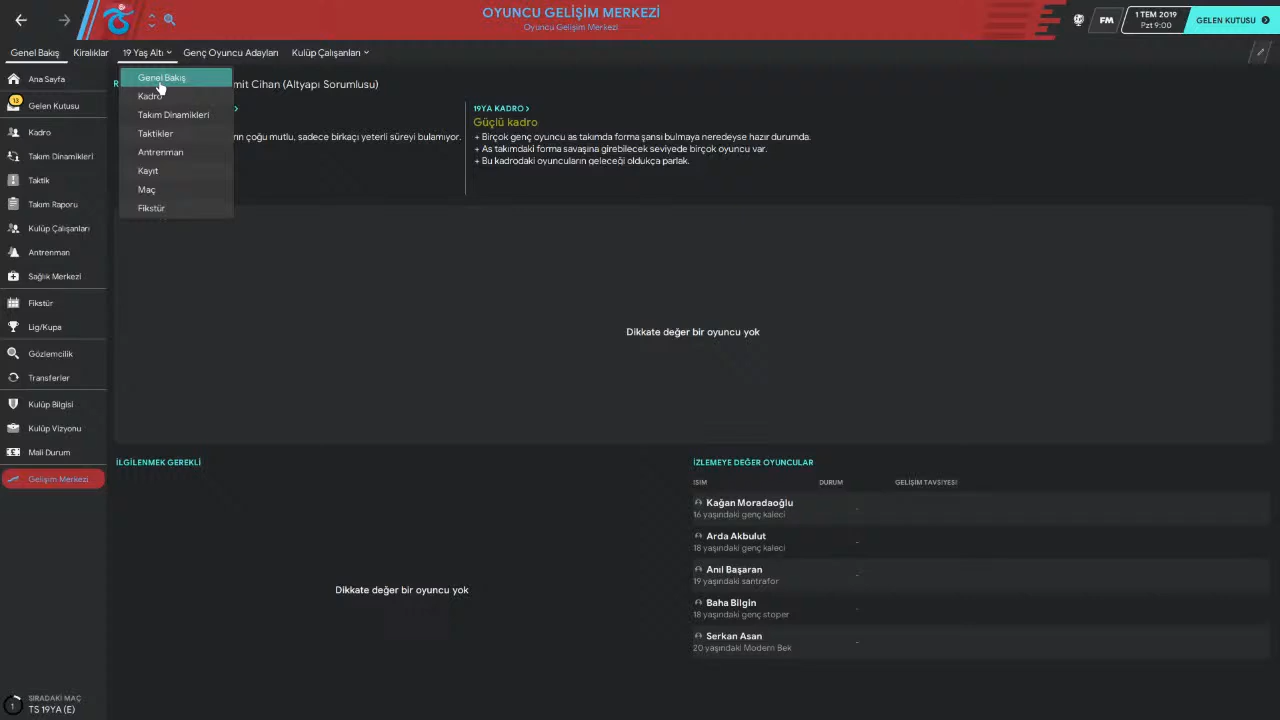 OYUNCU GELİŞİM MERKEZİ
Oyuncu Gelişim Merkezi
FM
1 TEM 2019
Pzt 9:00
GELEN KUTUSU
Genel Bakış
Kiralıklar
19 Yaş Altı
Genç Oyuncu Adayları
Kulüp Çalışanları
Ana Sayfa
13
Gelen Kutusu
Kadro
Takım Dinamikleri
Taktik
Takım Raporu
Kulüp Çalışanları
Antrenman
Sağlık Merkezi
Fikstür
Lig/Kupa
Gözlemcilik
Transferler
Kulüp Bilgisi
Kulüp Vizyonu
Mali Durum
Gelişim Merkezi
1
SIRADAKİ MAÇ
TS 19YA (E)
Genel Bakış
Kadro
Takım Dinamikleri
Taktikler
Antrenman
Kayıt
Maç
Fikstür
R
mit Cihan (Altyapı Sorumlusu)
rın çoğu mutlu, sadece birkaçı yeterli süreyi bulamıyor.
19YA KADRO >
Güçlü kadro
+ Birçok genç oyuncu as takımda forma şansı bulmaya neredeyse hazır durumda.
+ As takımdaki forma savaşına girebilecek seviyede birçok oyuncu var.
+ Bu kadrodaki oyuncuların geleceği oldukça parlak.
Dikkate değer bir oyuncu yok
İLGİLENMEK GEREKLİ
Dikkate değer bir oyuncu yok
İZLEMEYE DEĞER OYUNCULAR
ISIM DURUM GELİŞİM TAVSİYESİ
Kağan Moradaoğlu -
16 yaşındaki genç kaleci
Arda Akbulut -
18 yaşındaki genç kaleci
Anıl Başaran -
19 yaşındaki santrafor
Baha Bilgin -
18 yaşındaki genç stoper
Serkan Asan -
20 yaşındaki Modern Bek